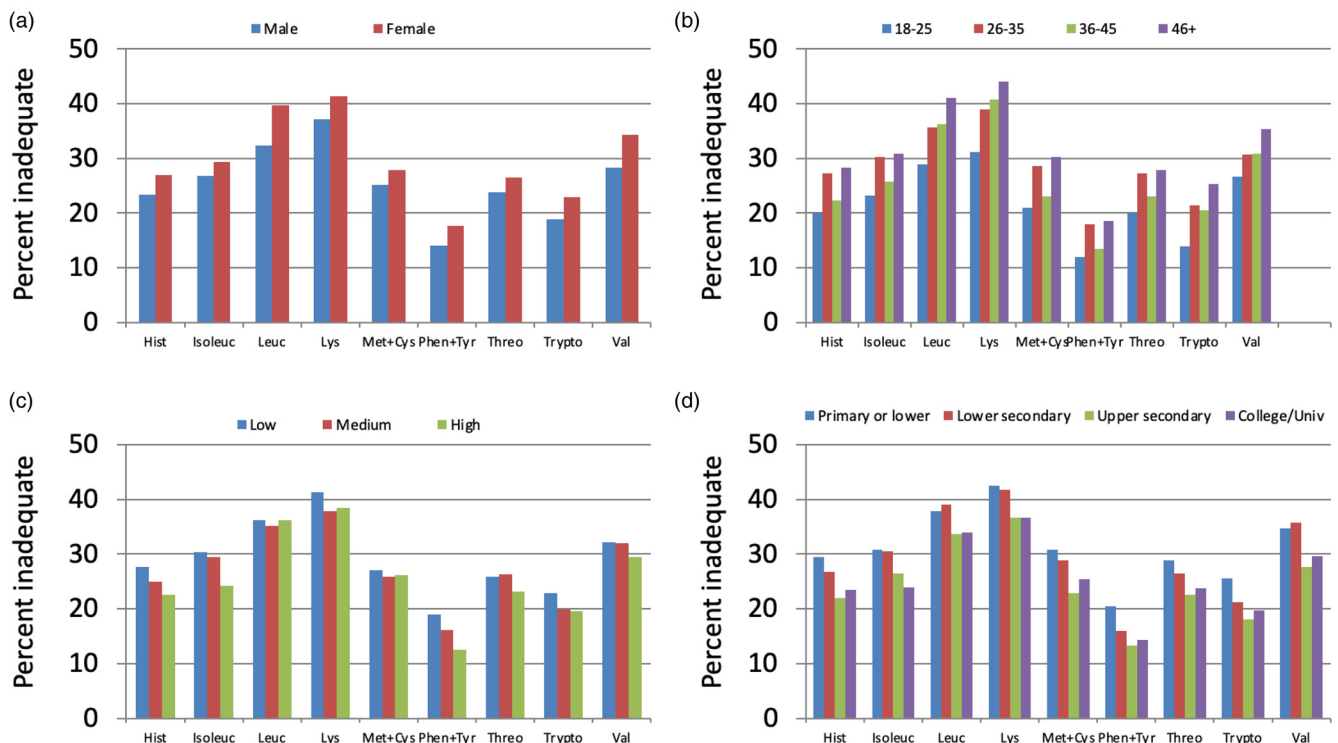 (a)
Male Female
Percent inadequate
50
40
30
20
10
0
Hist Isoleuc Leuc Lys Met+Cys Phen+Tyr Threo Trypto Val
(b)
18-25 26-35 36-45 46+
Percent inadequate
50
40
30
20
10
0
Hist Isoleuc Leuc Lys Met+Cys Phen+Tyr Threo Trypto Val
(c)
Low Medium High
Percent inadequate
50
40
30
20
10
0
Hist Isoleuc Leuc Lys Met+Cys Phen+Tyr Threo Trypto Val
(d)
Primary or lower Lower secondary Upper secondary College/Univ
Percent inadequate
50
40
30
20
10
0
Hist Isoleuc Leuc Lys Met+Cys Phen+Tyr Threo Trypto Val